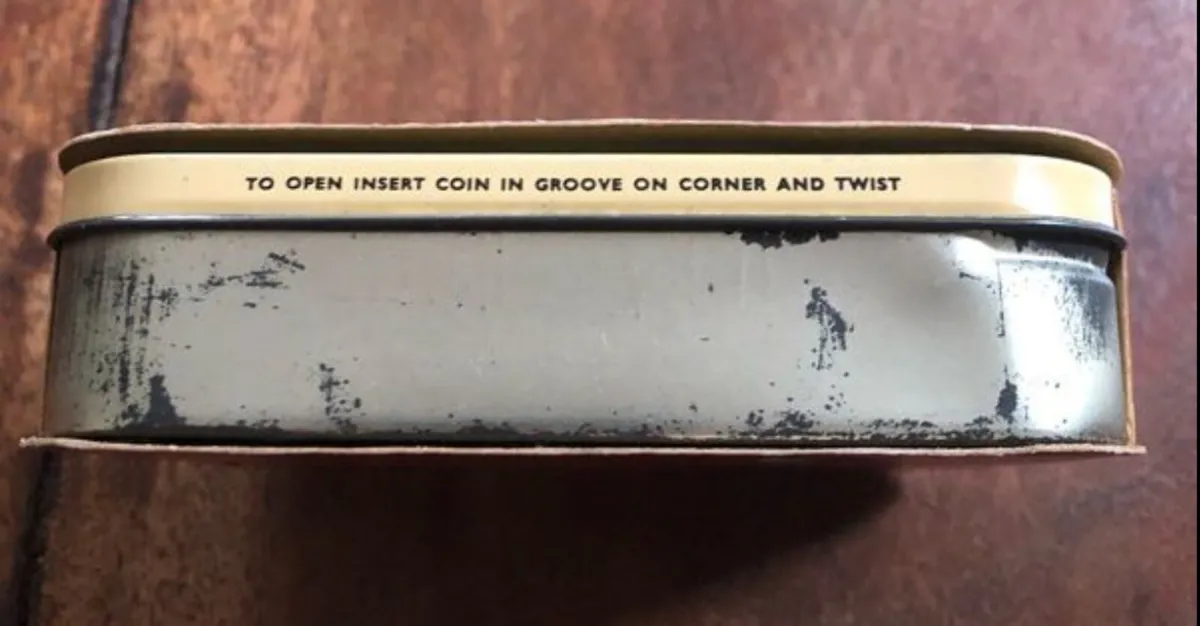 TO OPEN INSERT COIN IN GROOVE ON CORNER AND TWIST